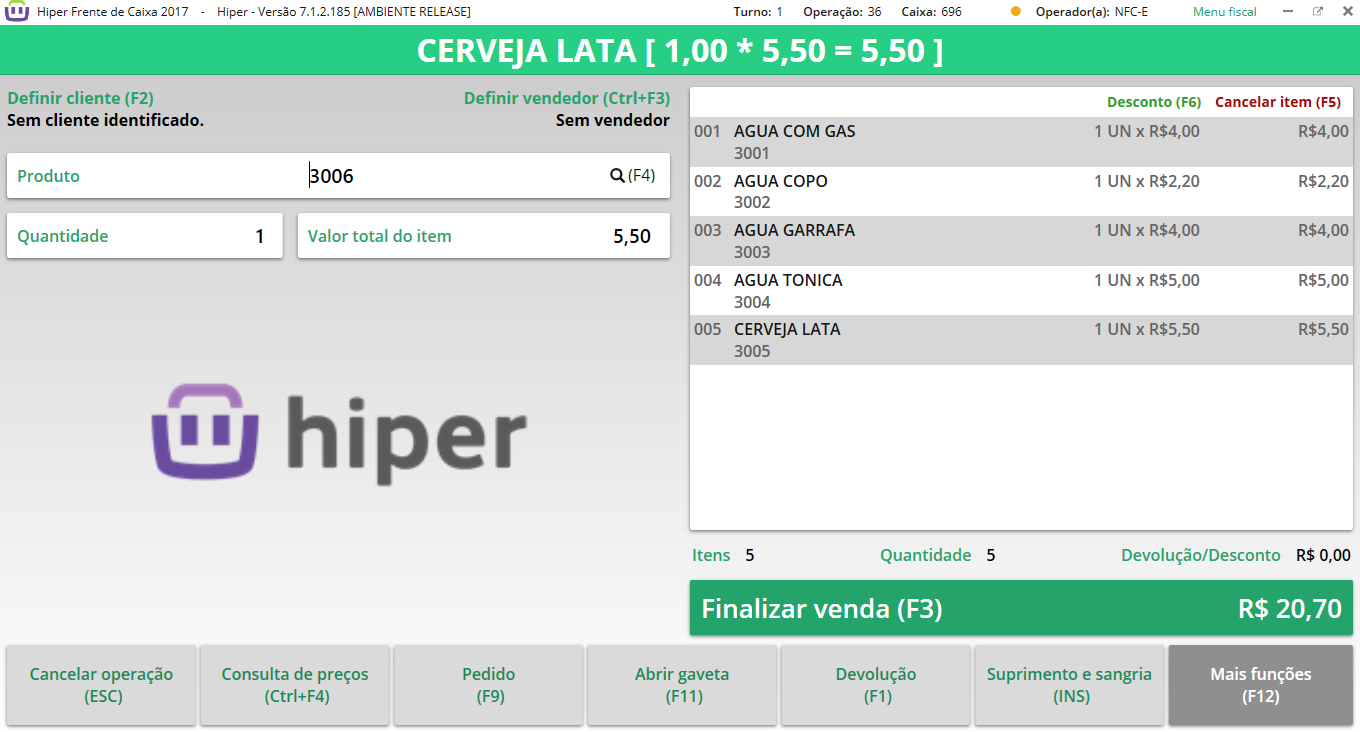 Hiper Frente de Caixa 2017 - Hiper - Versão 7.1.2.185 [AMBIENTE RELEASE] Turno: 1 Operação: 36 Caixa: 696 Operador(a): NFC-E Menu fiscal
CERVEJA LATA [ 1,00 * 5,50 = 5,50 ]
Definir cliente (F2) Definir vendedor (Ctrl+F3)
Sem cliente identificado. Sem vendedor
Produto 3006 (F4)
Quantidade 1 Valor total do item 5,50
hiper
Desconto (F6) Cancelar item (F5)
001 AGUA COM GAS 1 UN x R$4,00 R$4,00
3001
002 AGUA COPO 1 UN x R$2,20 R$2,20
3002
003 AGUA GARRAFA 1 UN x R$4,00 R$4,00
3003
004 AGUA TONICA 1 UN x R$5,00 R$5,00
3004
005 CERVEJA LATA 1 UN x R$5,50 R$5,50
3005
Itens 5 Quantidade 5 Devolução/Desconto R$ 0,00
Finalizar venda (F3) R$ 20,70
Cancelar operação
(ESC)
Consulta de preços
(Ctrl+F4)
Pedido
(F9)
Abrir gaveta
(F11)
Devolução
(F1)
Suprimento e sangria
(INS)
Mais funções
(F12)